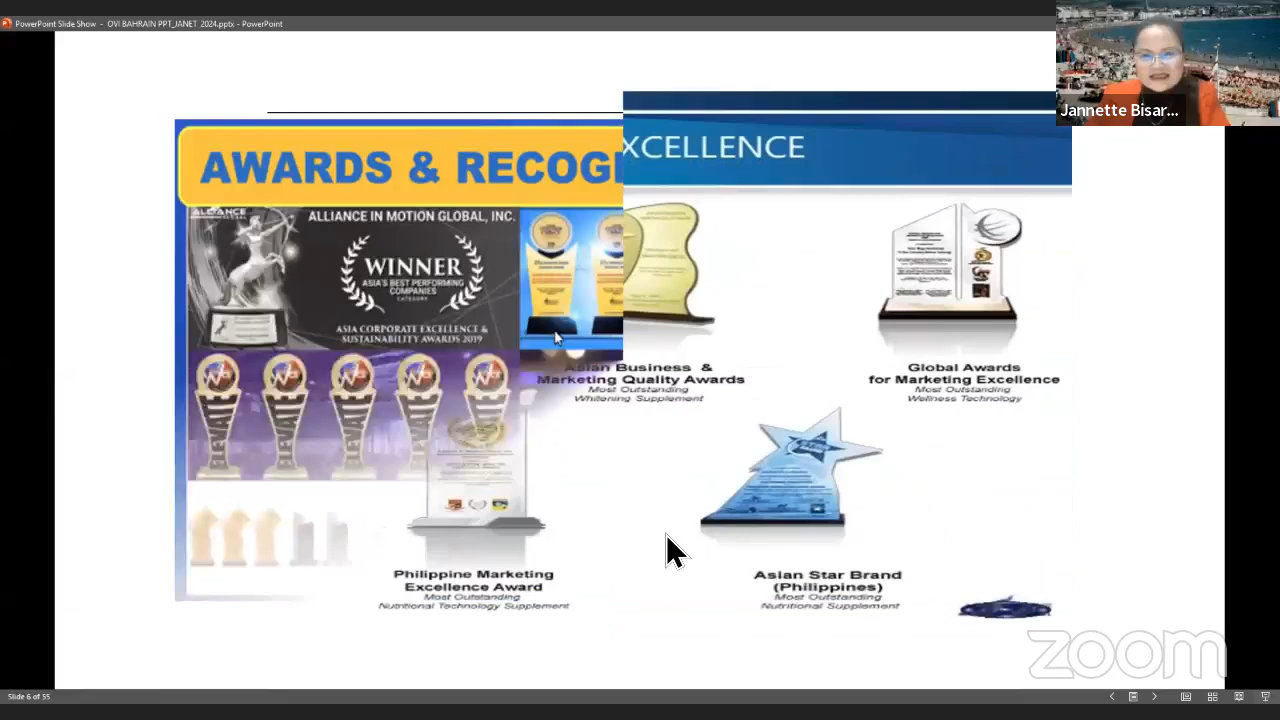 PowerPoint Slide Show - OVI BAHRAIN PPT_JANET 2024.pptx - PowerPoint
Jannette Bisar...
XCELLENCE
AWARDS & RECOG
ALLIANCE
ALLIANCE IN MOTION GLOBAL, INC.
WINNER
ASIA'S BEST PERFORMING
COMPANIES
CATEGORY
ASIA CORPORATE EXCELLENCE &
SUSTAINABILITY AWARDS 2019
Asian Business &
Marketing Quality Awards
Most Outstanding
Whitening Supplement
Global Awards
for Marketing Excellence
Most Outstanding
Wellness Technology
Philippine Marketing
Excellence Award
Most Outstanding
Nutritional Technology Supplement
Asian Star Brand
(Philippines)
Most Outstanding
Nutritional Supplement
zoom
Slide 6 of 55